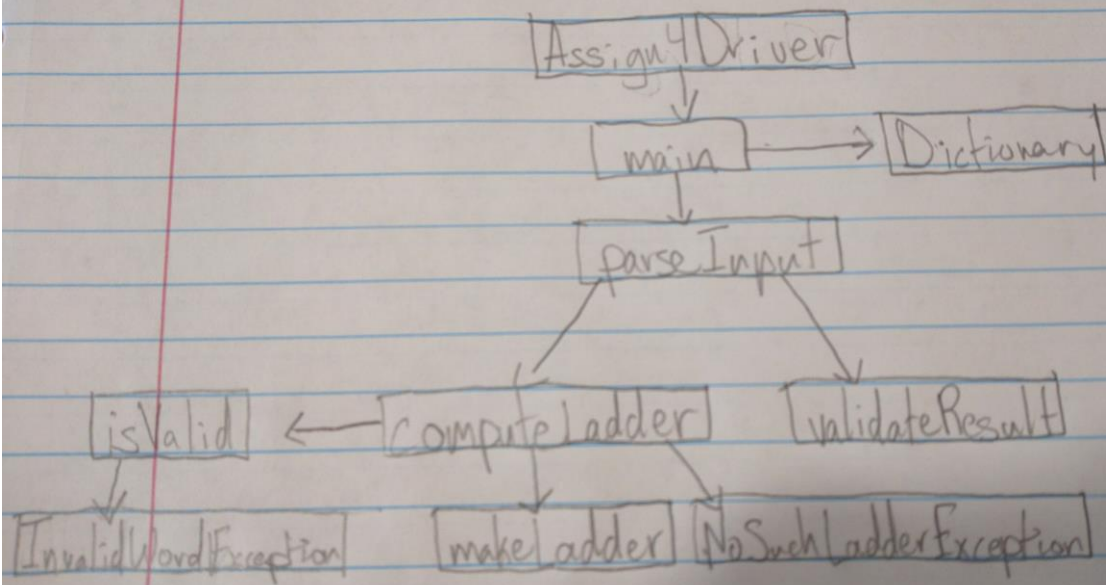 Assign4Driver
main
Dictionary
parseInput
isValid
computeLadder
validateResult
InvalidWordException
makeLadder
NoSuchLadderException